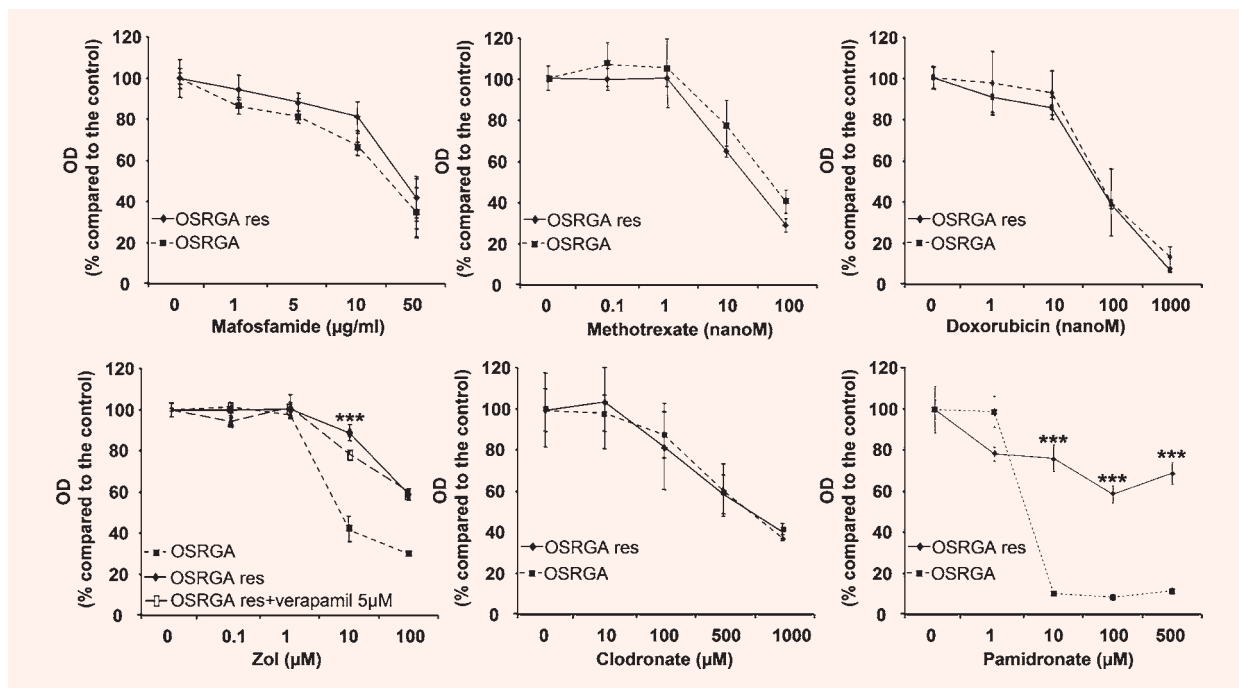 OD
(% compared to the control)
120
100
80
60
40
20
0
OSRGA res
OSRGA
0 1 5 10 50
Mafosfamide (µg/ml)
OD
(% compared to the control)
120
100
80
60
40
20
0
OSRGA res
OSRGA
0 0.1 1 10 100
Methotrexate (nanoM)
OD
(% compared to the control)
120
100
80
60
40
20
0
OSRGA res
OSRGA
0 1 10 100 1000
Doxorubicin (nanoM)
OD
(% compared to the control)
120
100
80
60
40
20
0
***
OSRGA
OSRGA res
OSRGA res+verapamil 5µM
0 0.1 1 10 100
Zol (µM)
OD
(% compared to the control)
120
100
80
60
40
20
0
OSRGA res
OSRGA
0 10 100 500 1000
Clodronate (µM)
OD
(% compared to the control)
120
100
80
60
40
20
0
*** *** ***
OSRGA res
OSRGA
0 1 10 100 500
Pamidronate (µM)